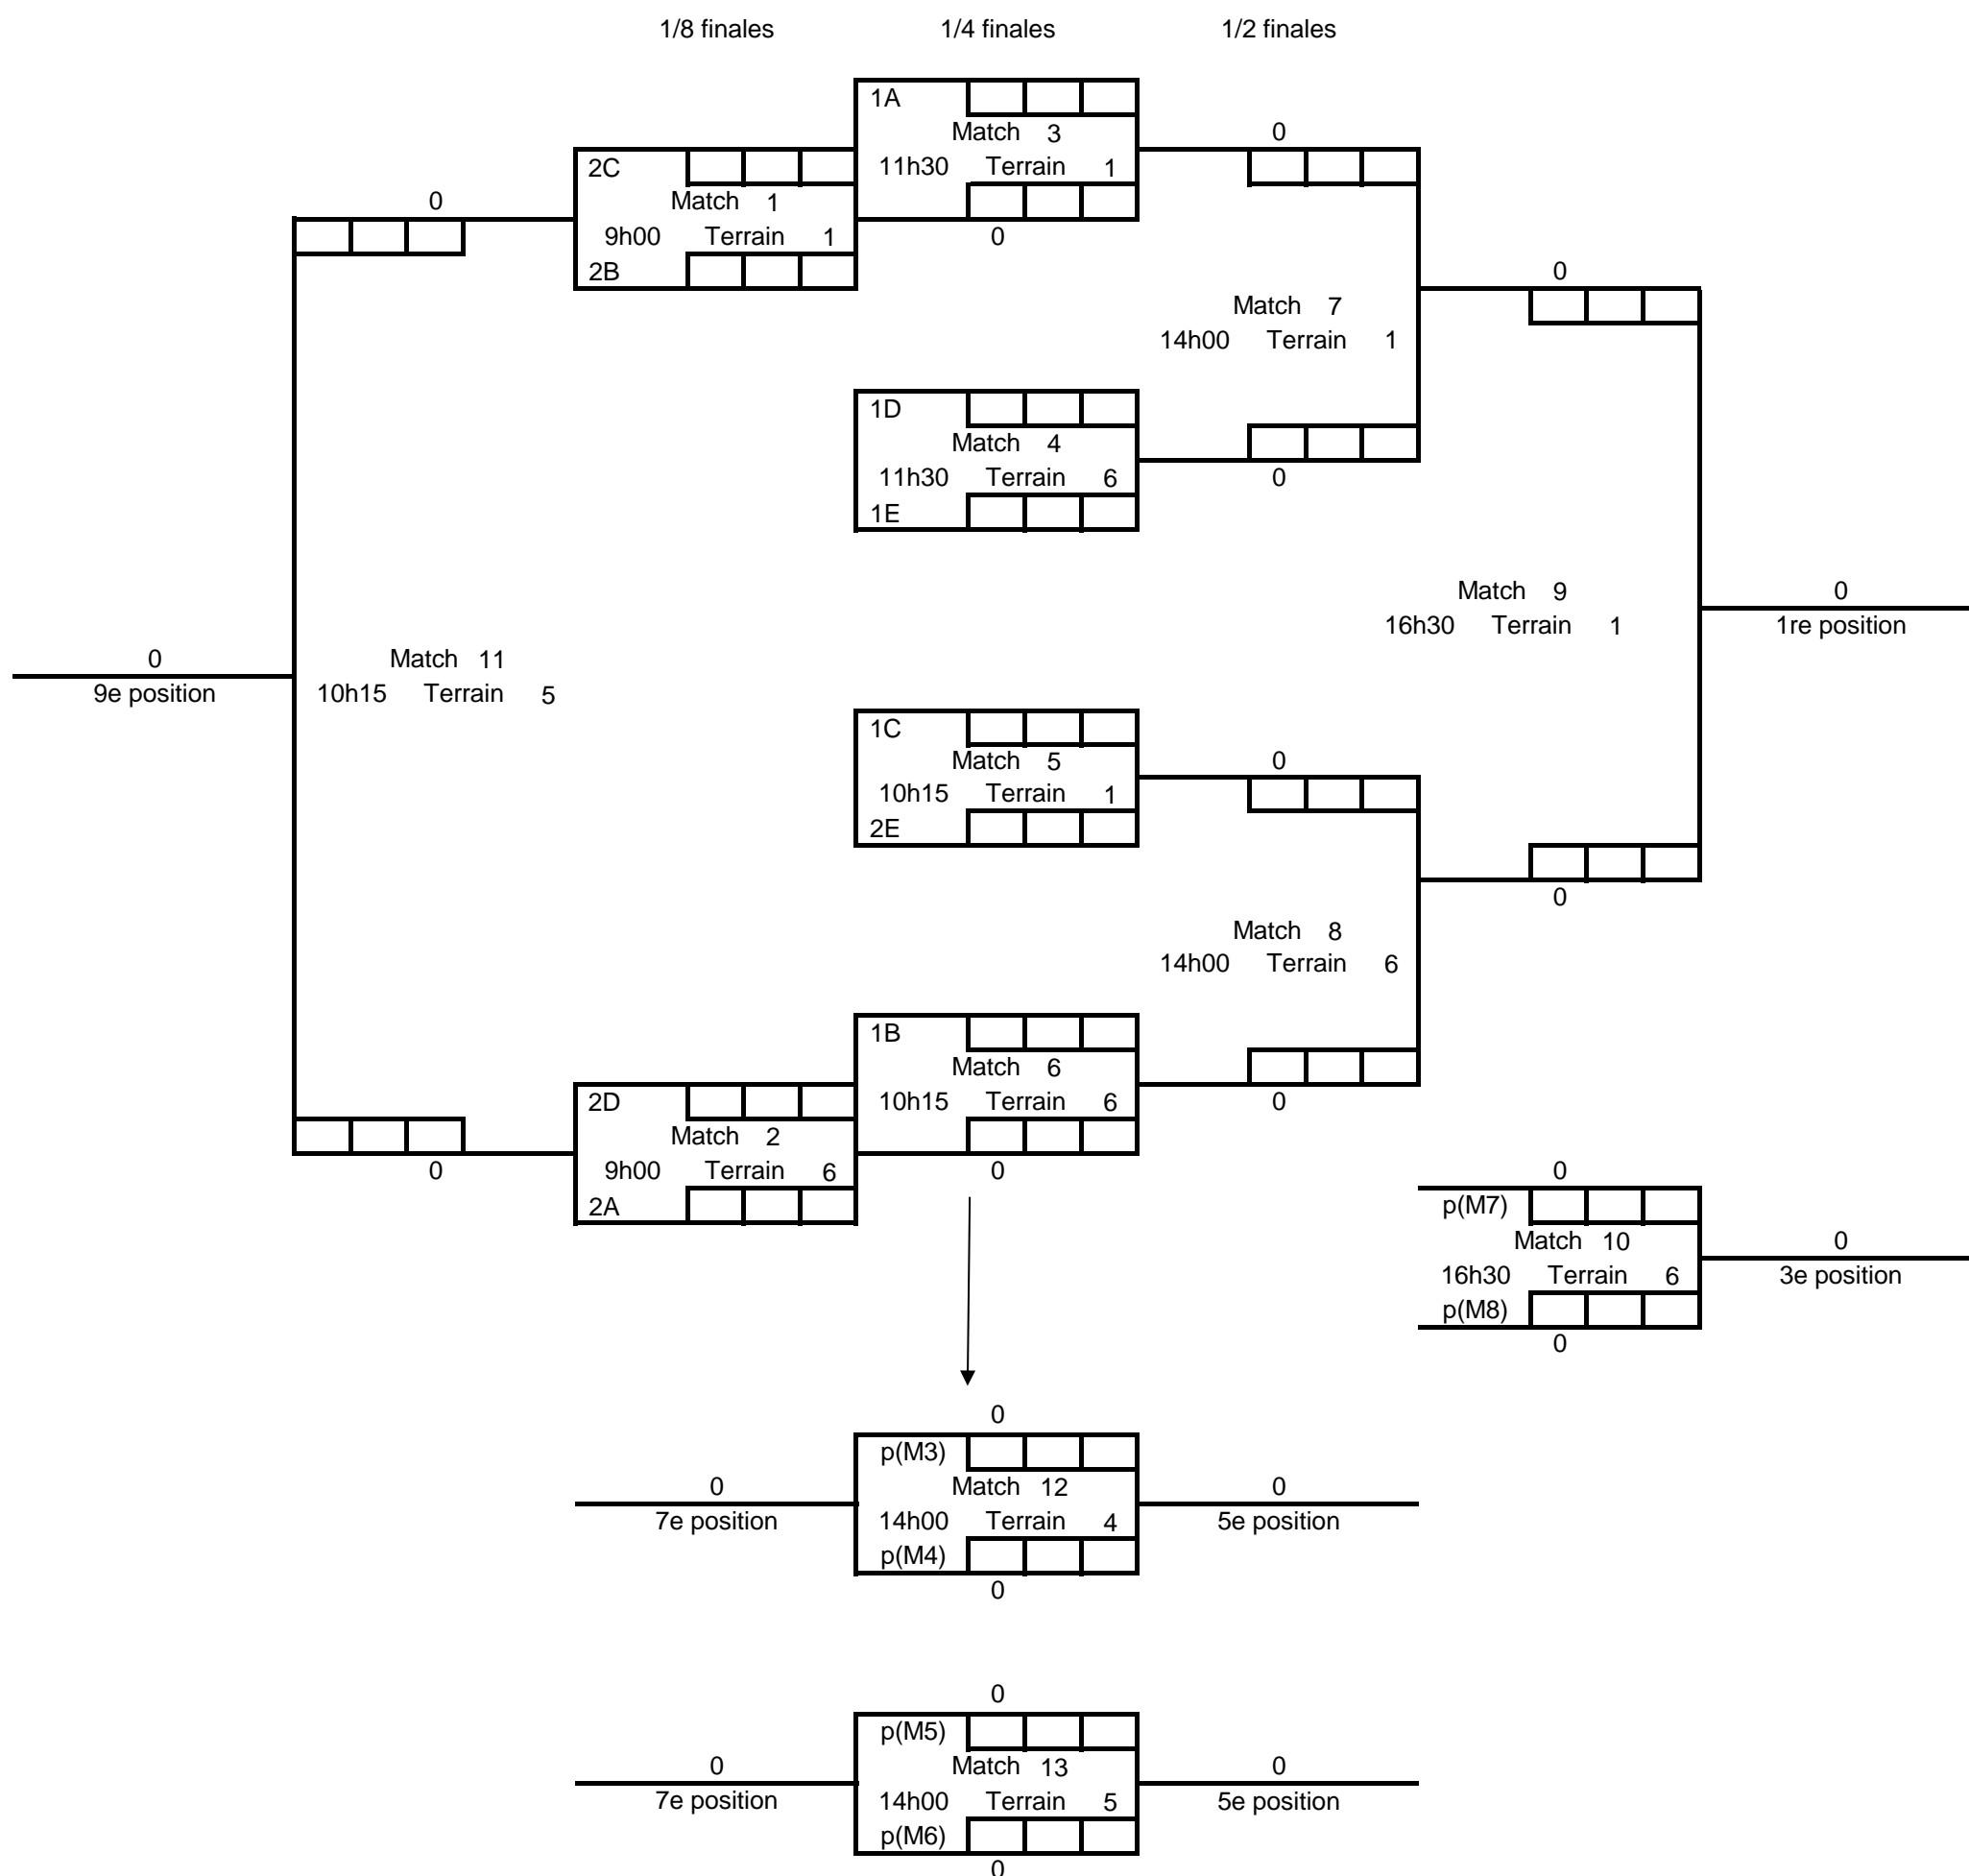 1/8 finales 1/4 finales 1/2 finales
1A
Match 3 0
2C 11h30 Terrain 1
0 Match 1
9h00 Terrain 1 0
2B 0
Match 7
14h00 Terrain 1
1D
Match 4
11h30 Terrain 6 0
1E
Match 9 0
16h30 Terrain 1 1re position
0 Match 11
9e position 10h15 Terrain 5
1C
Match 5 0
10h15 Terrain 1
2E
0
Match 8
14h00 Terrain 6
1B
Match 6
2D 10h15 Terrain 6 0
Match 2
0 9h00 Terrain 6 0 0
2A p(M7)
Match 10 0
16h30 Terrain 6 3e position
p(M8)
0
0
p(M3)
0 Match 12 0
7e position 14h00 Terrain 4 5e position
p(M4)
0
0
p(M5)
0 Match 13 0
7e position 14h00 Terrain 5 5e position
p(M6)
0